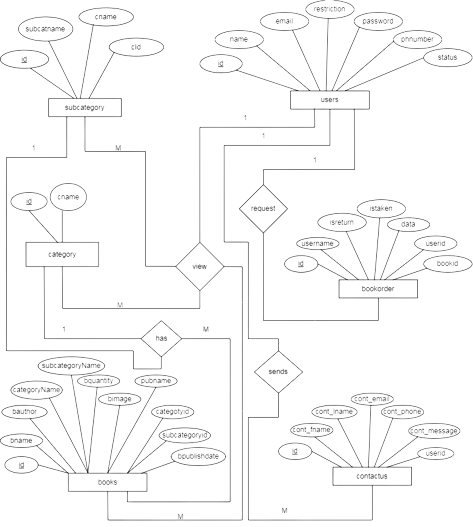 restriction
cname
email
password
subcatname
name
phnumber
cid
status
id
id
subcategory
users
1
1
1
M
id
cname
request
istaken
isreturn
data
username
userid
category
view
id
bookid
bookorder
M
1
M
has
subcategoryName
sends
bquantity
pubname
categoryName
bimage
cont_email
bauthor
categotyid
cont_lname
cont_phone
bname
subcategoryid
cont_fname
cont_message
id
bpublishdate
id
userid
books
contactus
M
M